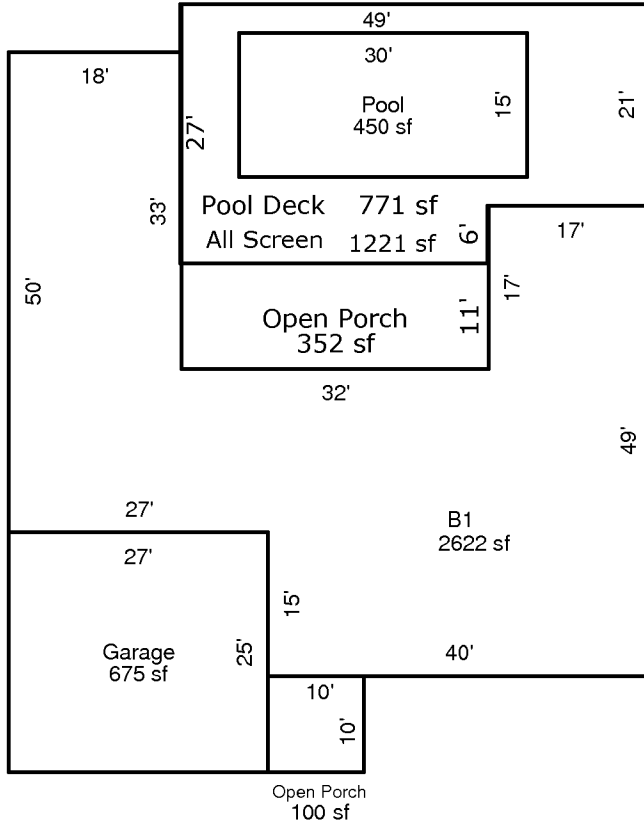 49'
30'
18'
Pool
450 sf
15'
21'
27'
Pool Deck 771 sf
All Screen 1221 sf
6'
17'
33'
50'
17'
Open Porch
352 sf
11'
32'
49'
27'
B1
2622 sf
27'
15'
Garage
675 sf
25'
40'
10'
10'
Open Porch
100 sf